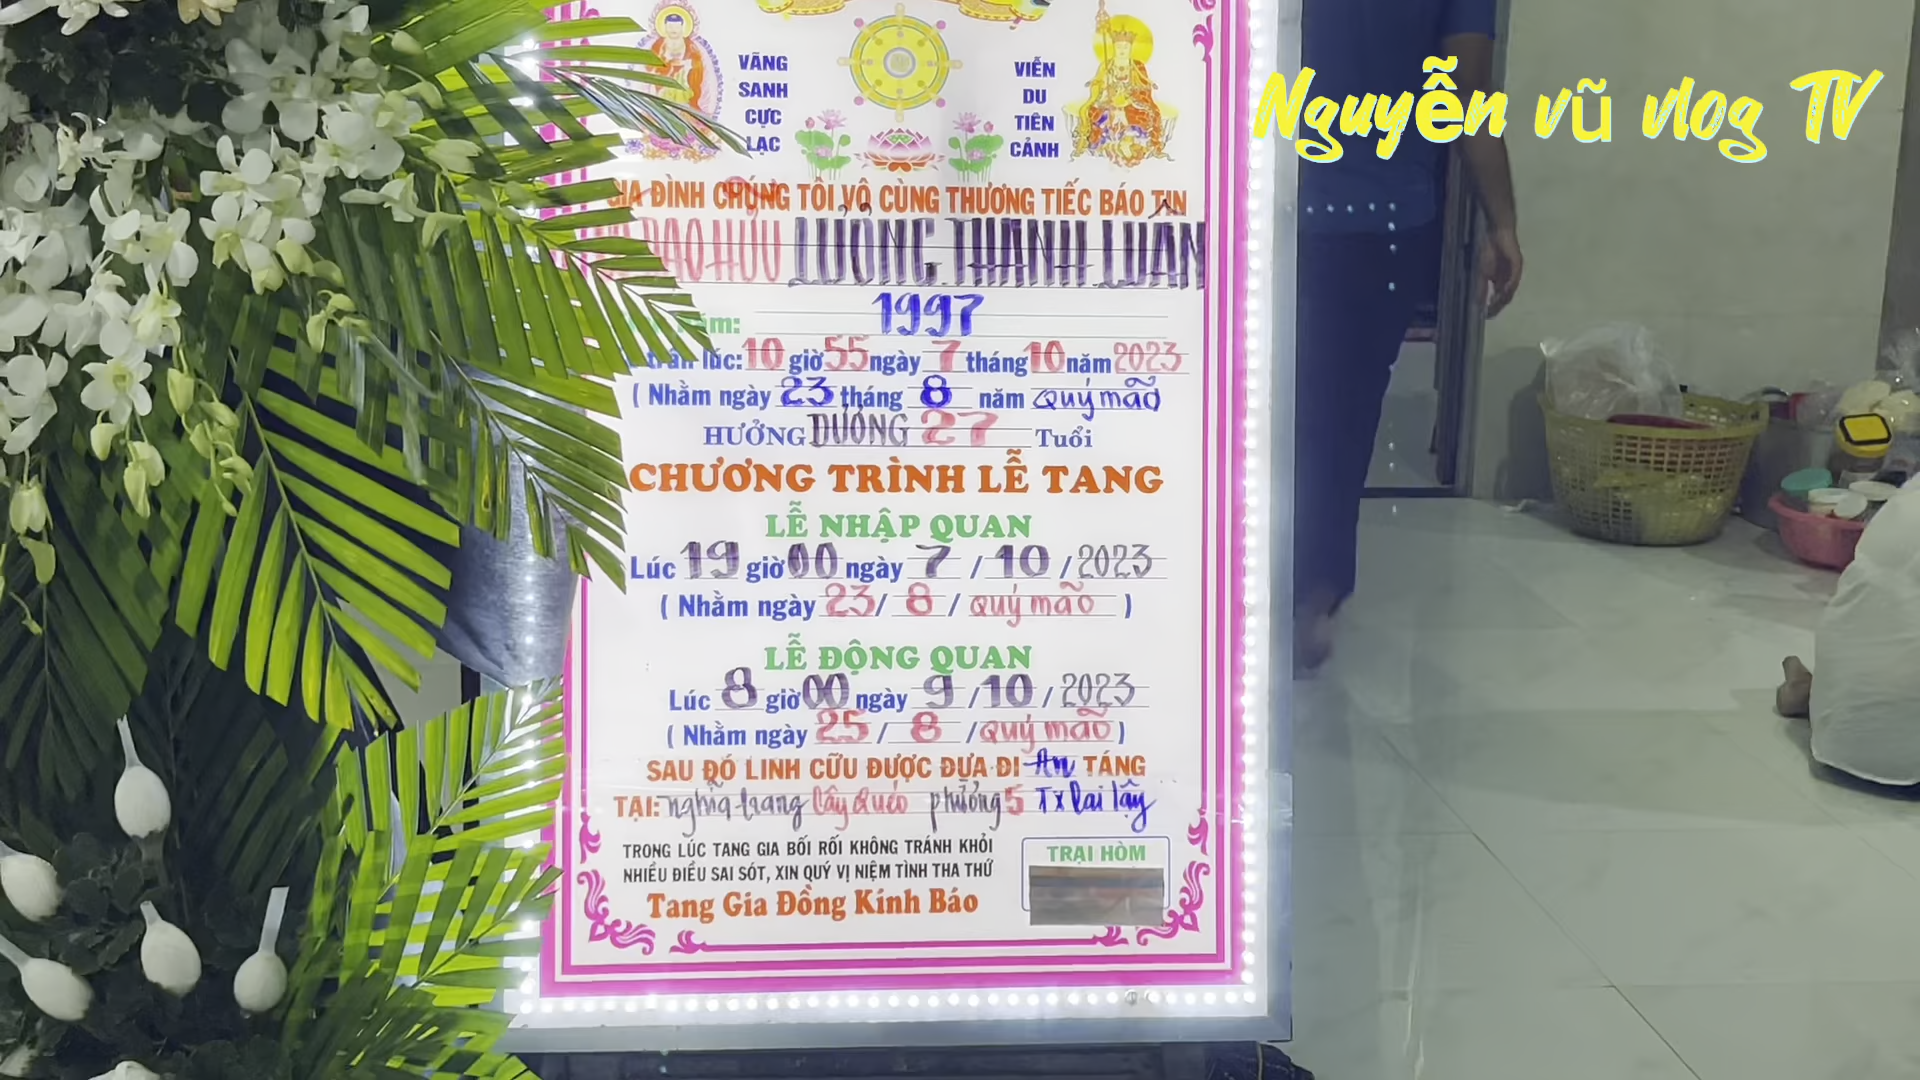 Nguyễn vũ vlog TV
VÃNG
SANH
CỰC
LẠC
VIỄN
DU
TIÊN
CẢNH
GIA ĐÌNH CHÚNG TÔI VÔ CÙNG THƯƠNG TIẾC BÁO TIN
ĐẠO HỮU LƯƠNG THÀNH LUÂN
năm: 1997
trần lúc: 10 giờ 55 ngày 7 tháng 10 năm 2023
( Nhằm ngày 23 tháng 8 năm Quý mão
HƯỞNG DƯƠNG 27 Tuổi
CHƯƠNG TRÌNH LỄ TANG
LỄ NHẬP QUAN
Lúc 19 giờ 00 ngày 7 / 10 / 2023
( Nhằm ngày 23 / 8 / quý mão )
LỄ ĐỘNG QUAN
Lúc 8 giờ 00 ngày 9 / 10 / 2023
( Nhằm ngày 25 / 8 / quý mão )
SAU ĐÓ LINH CỮU ĐƯỢC ĐƯA ĐI An TÁNG
TẠI: nghĩa trang phường 5 Tx Cai lậy
TRONG LÚC TANG GIA BỐI RỐI KHÔNG TRÁNH KHỎI
NHIỀU ĐIỀU SAI SÓT, XIN QUÝ VỊ NIỆM TÌNH THA THỨ
Tang Gia Đồng Kính Báo
TRẠI HÒM